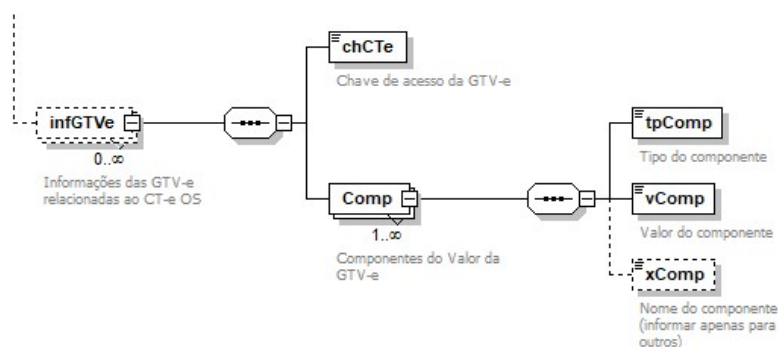 chCTe
Chave de acesso da GTV-e
infGTVe
0..∞
Informações das GTV-e
relacionadas ao CT-e OS
tpComp
Tipo do componente
Comp
1..∞
Componentes do Valor da
GTV-e
vComp
Valor do componente
xComp
Nome do componente
(informar apenas para
outros)